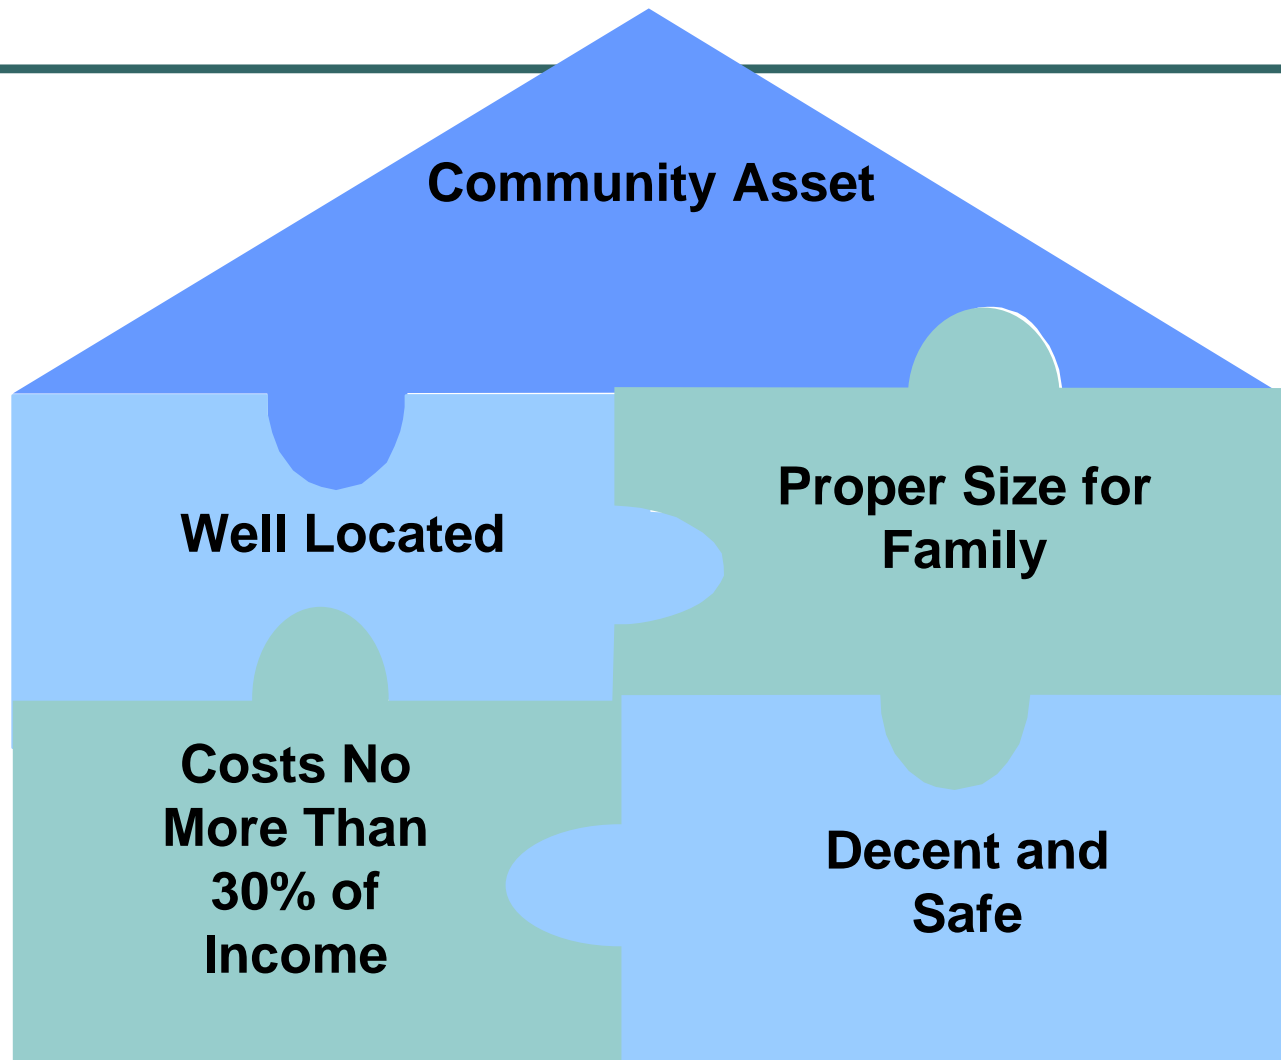 Community Asset
Well Located
Proper Size for
Family
Costs No
More Than
30% of
Income
Decent and
Safe